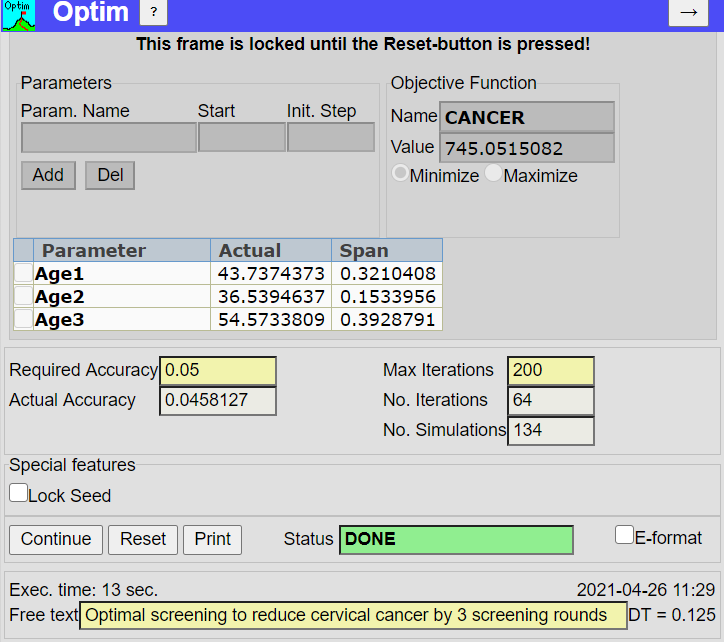 Optim
Optim ?
→
This frame is locked until the Reset-button is pressed!
Parameters
Param. Name Start Init. Step
Add Del
Objective Function
Name CANCER
Value 745.0515082
Minimize Maximize
Parameter Actual Span
Age1 43.7374373 0.3210408
Age2 36.5394637 0.1533956
Age3 54.5733809 0.3928791
Required Accuracy 0.05 Max Iterations 200
Actual Accuracy 0.0458127 No. Iterations 64
No. Simulations 134
Special features
Lock Seed
Continue Reset Print Status DONE E-format
Exec. time: 13 sec. 2021-04-26 11:29
Free text Optimal screening to reduce cervical cancer by 3 screening rounds DT = 0.125